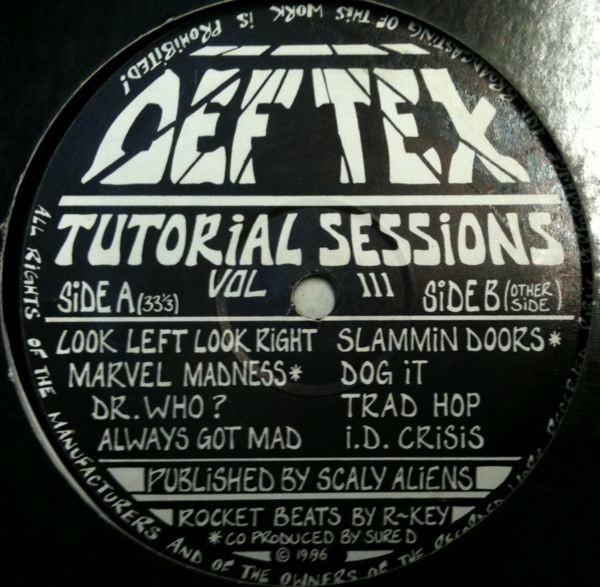 DEF TEX
TUTORiAL SESSiONS
VOL III
SiDE A (33⅓)
SiDE B (OTHER SiDE)
LOOK LEFT LOOK RiGHT
MARVEL MADNESS*
DR. WHO?
ALWAYS GOT MAD
SLAMMiN DOORS*
DOG iT
TRAD HOP
i.D. CRiSiS
PUBLiSHED BY SCALY ALiENS
ROCKET BEATS BY R~KEY
* CO PRODUCED BY SURE D
© 1996
ALL RiGHTS OF THE MANUFACTURERS AND OF THE OWNERS OF THE RECORDED WORK
BROADCASTiNG OF THiS WORK iS PROHiBiTED!